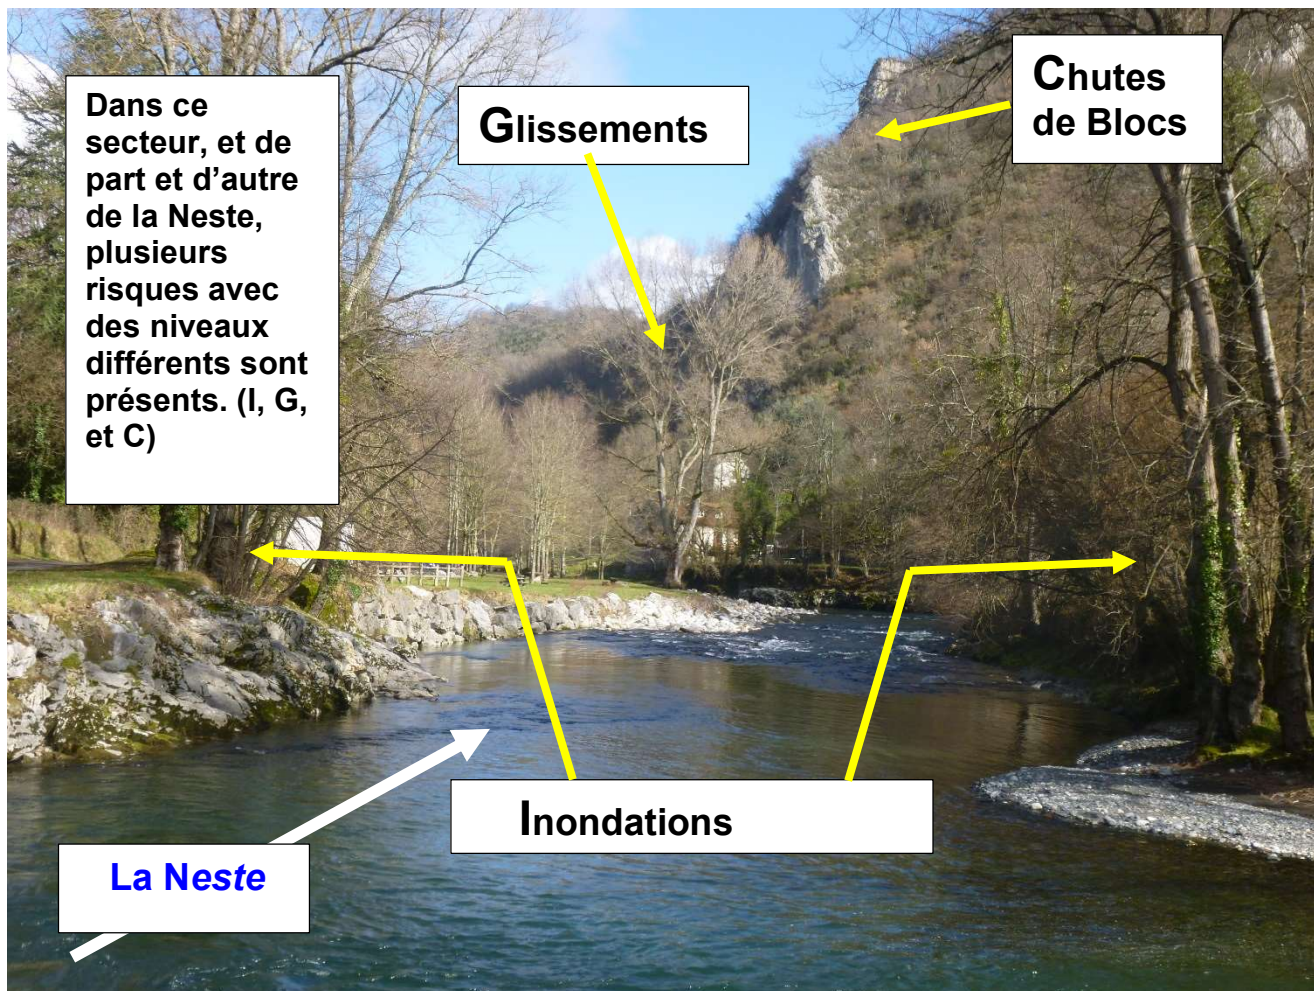 Dans ce
secteur, et de
part et d’autre
de la Neste,
plusieurs
risques avec
des niveaux
différents sont
présents. (I, G,
et C)
Glissements
Chutes
de Blocs
Inondations
La Neste